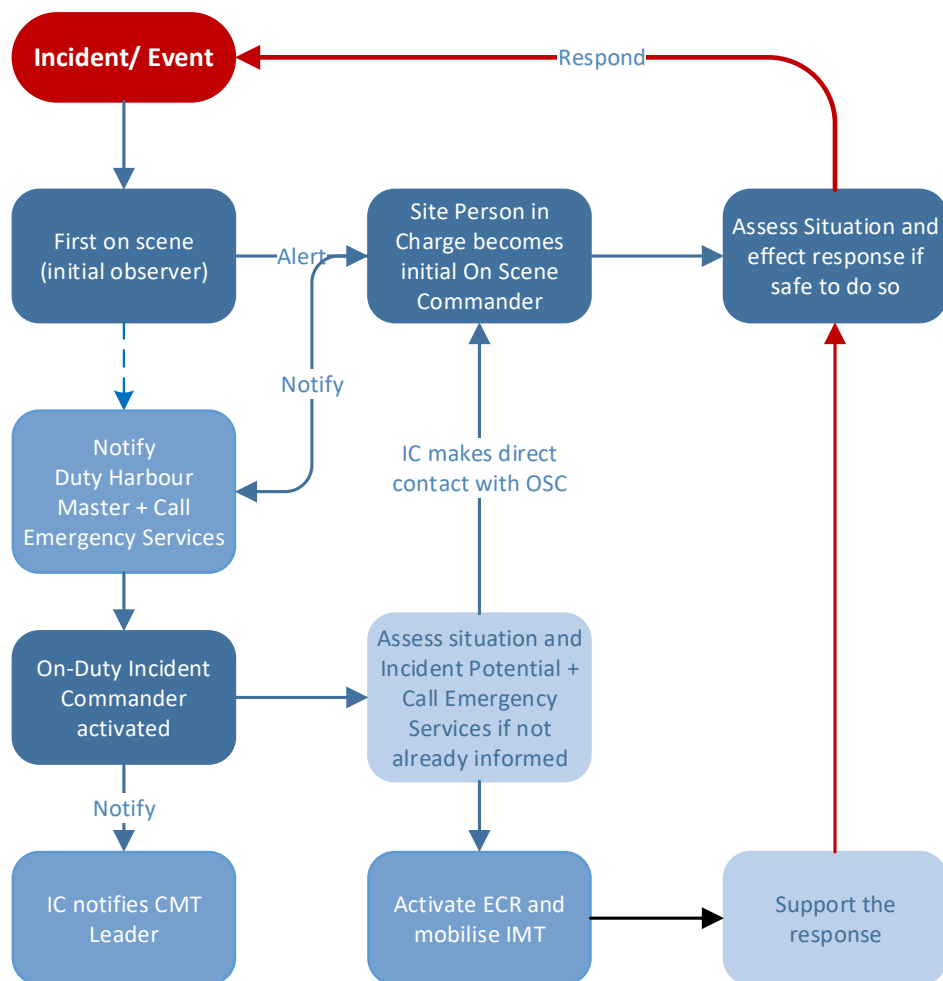 Incident/ Event
Respond
First on scene
(initial observer)
Alert
Site Person in
Charge becomes
initial On Scene
Commander
Assess Situation and
effect response if
safe to do so
Notify
Notify
Duty Harbour
Master + Call
Emergency Services
IC makes direct
contact with OSC
On-Duty Incident
Commander
activated
Assess situation and
Incident Potential +
Call Emergency
Services if not
already informed
Notify
IC notifies CMT
Leader
Activate ECR and
mobilise IMT
Support the
response